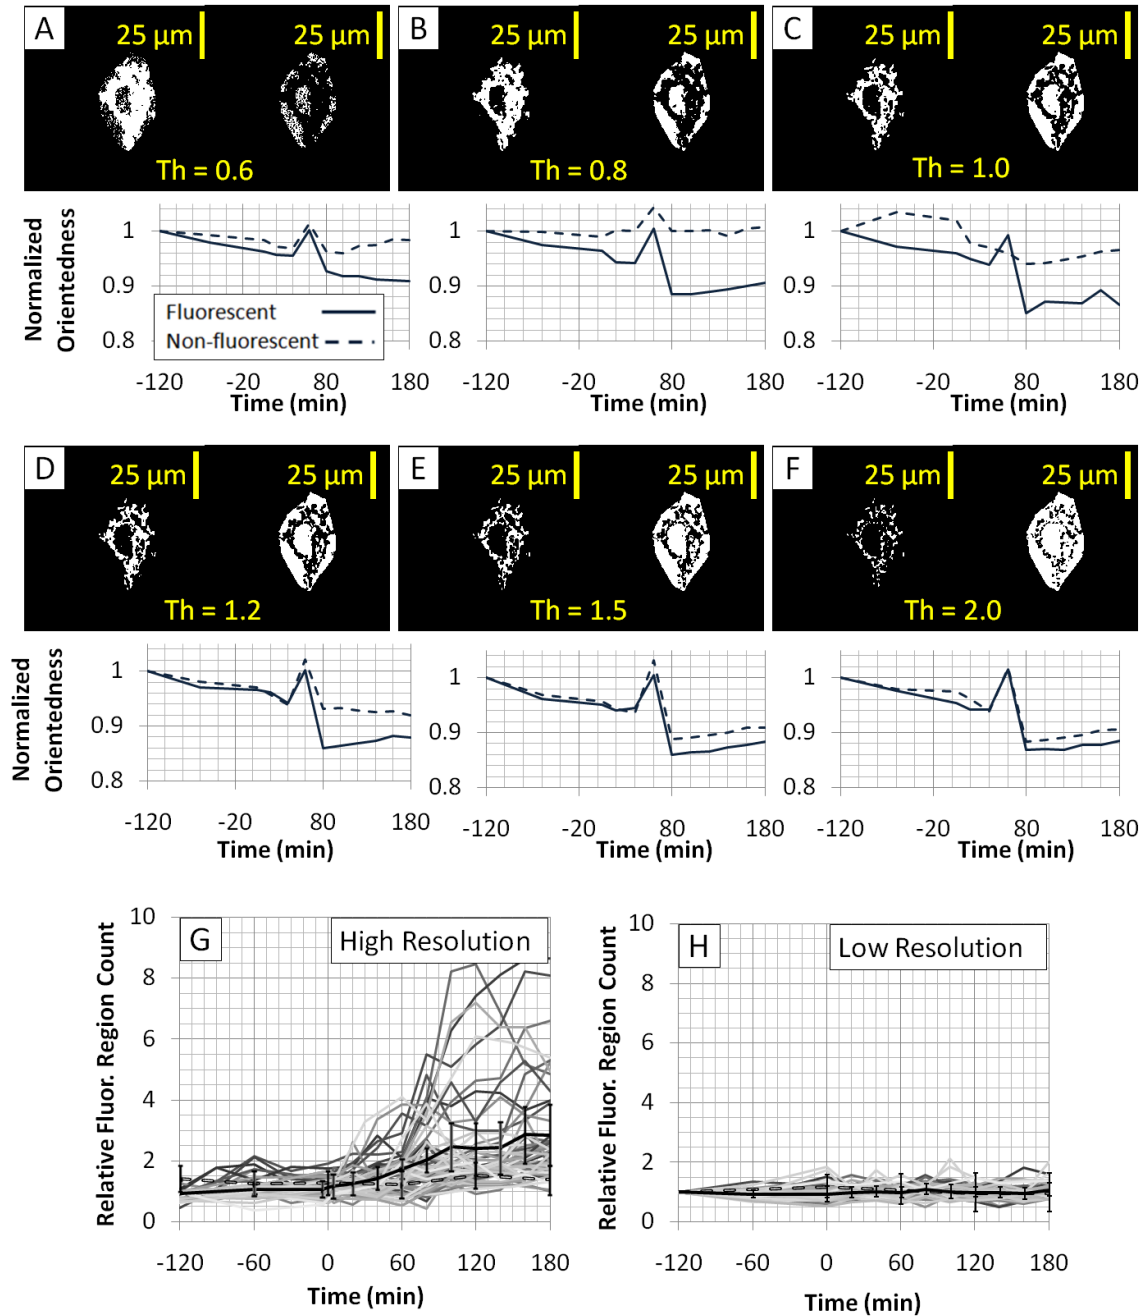 A 25 μm 25 μm
Th = 0.6
B 25 μm 25 μm
Th = 0.8
C 25 μm 25 μm
Th = 1.0
Normalized
Orientedness
1
0.9
0.8
Fluorescent
Non-fluorescent
-120 -20 80 180
Time (min)
1
0.9
0.8
-120 -20 80 180
Time (min)
1
0.9
0.8
-120 -20 80 180
Time (min)
D 25 μm 25 μm
Th = 1.2
E 25 μm 25 μm
Th = 1.5
F 25 μm 25 μm
Th = 2.0
Normalized
Orientedness
1
0.9
0.8
-120 -20 80 180
Time (min)
1
0.9
0.8
-120 -20 80 180
Time (min)
1
0.9
0.8
-120 -20 80 180
Time (min)
G High Resolution
Relative Fluor. Region Count
10
8
6
4
2
0
-120 -60 0 60 120 180
Time (min)
H Low Resolution
Relative Fluor. Region Count
10
8
6
4
2
0
-120 -60 0 60 120 180
Time (min)